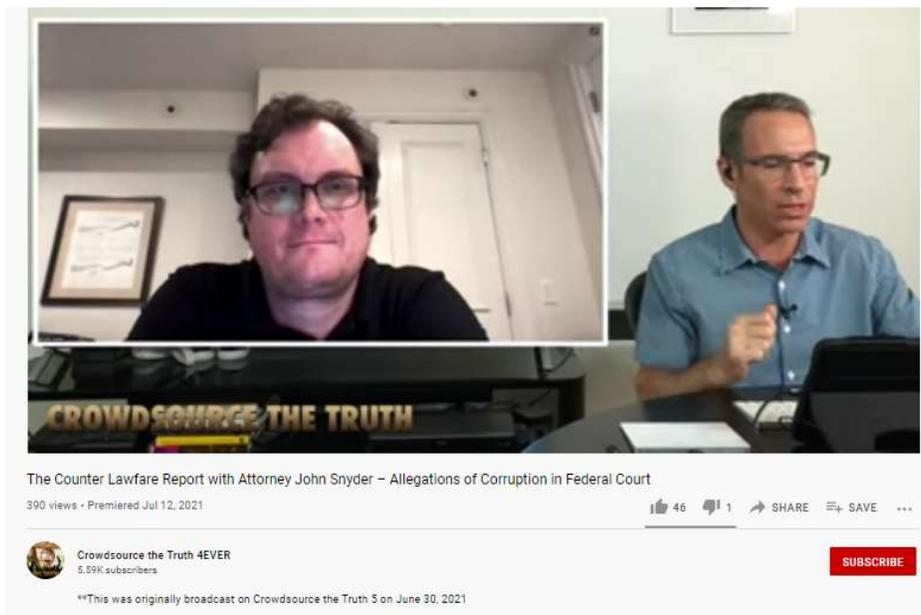 CROWDSOURCE THE TRUTH
The Counter Lawfare Report with Attorney John Snyder – Allegations of Corruption in Federal Court
390 views • Premiered Jul 12, 2021
46 1 SHARE SAVE ...
Crowdsource the Truth 4EVER
5.59K subscribers
SUBSCRIBE
**This was originally broadcast on Crowdsource the Truth 5 on June 30, 2021